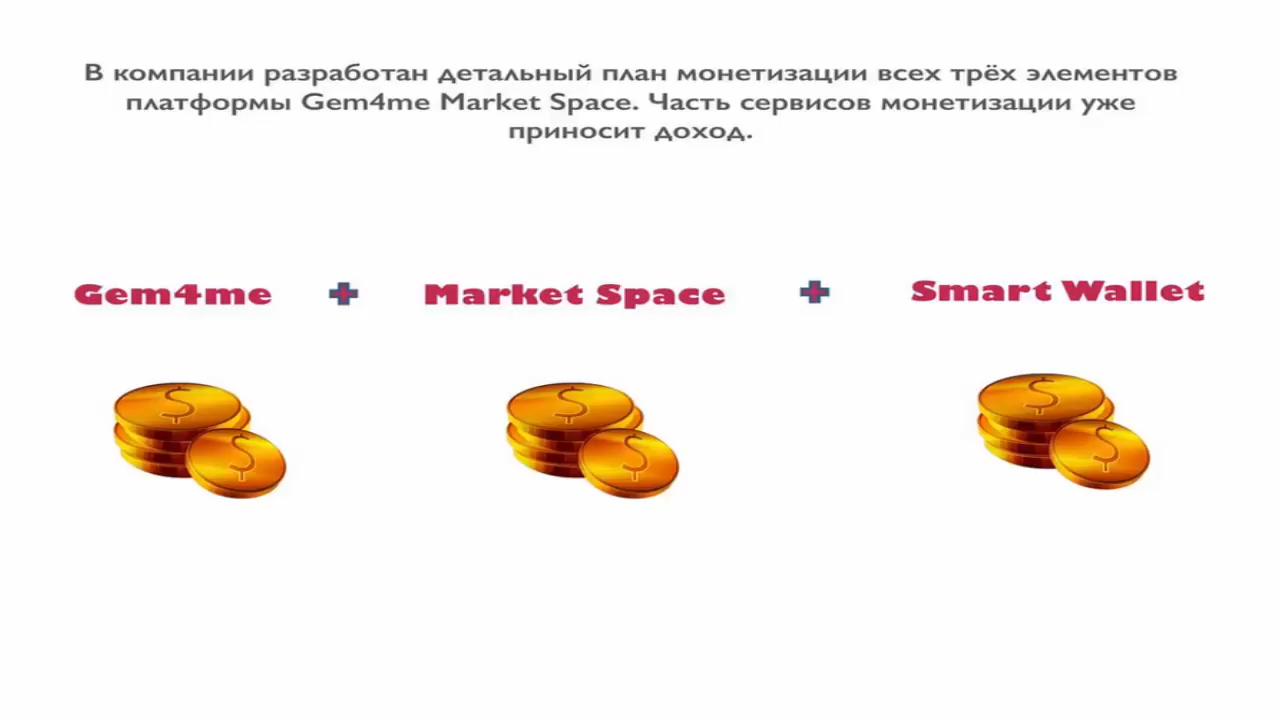 В компании разработан детальный план монетизации всех трёх элементов
платформы Gem4me Market Space. Часть сервисов монетизации уже
приносит доход.
Gem4me + Market Space + Smart Wallet
$ $ $
$ $ $